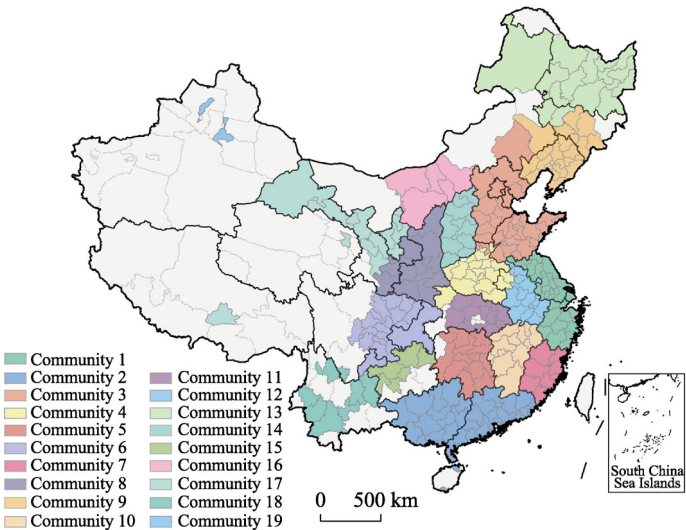 Community 1
Community 2
Community 3
Community 4
Community 5
Community 6
Community 7
Community 8
Community 9
Community 10
Community 11
Community 12
Community 13
Community 14
Community 15
Community 16
Community 17
Community 18
Community 19
0 500 km
South China
Sea Islands